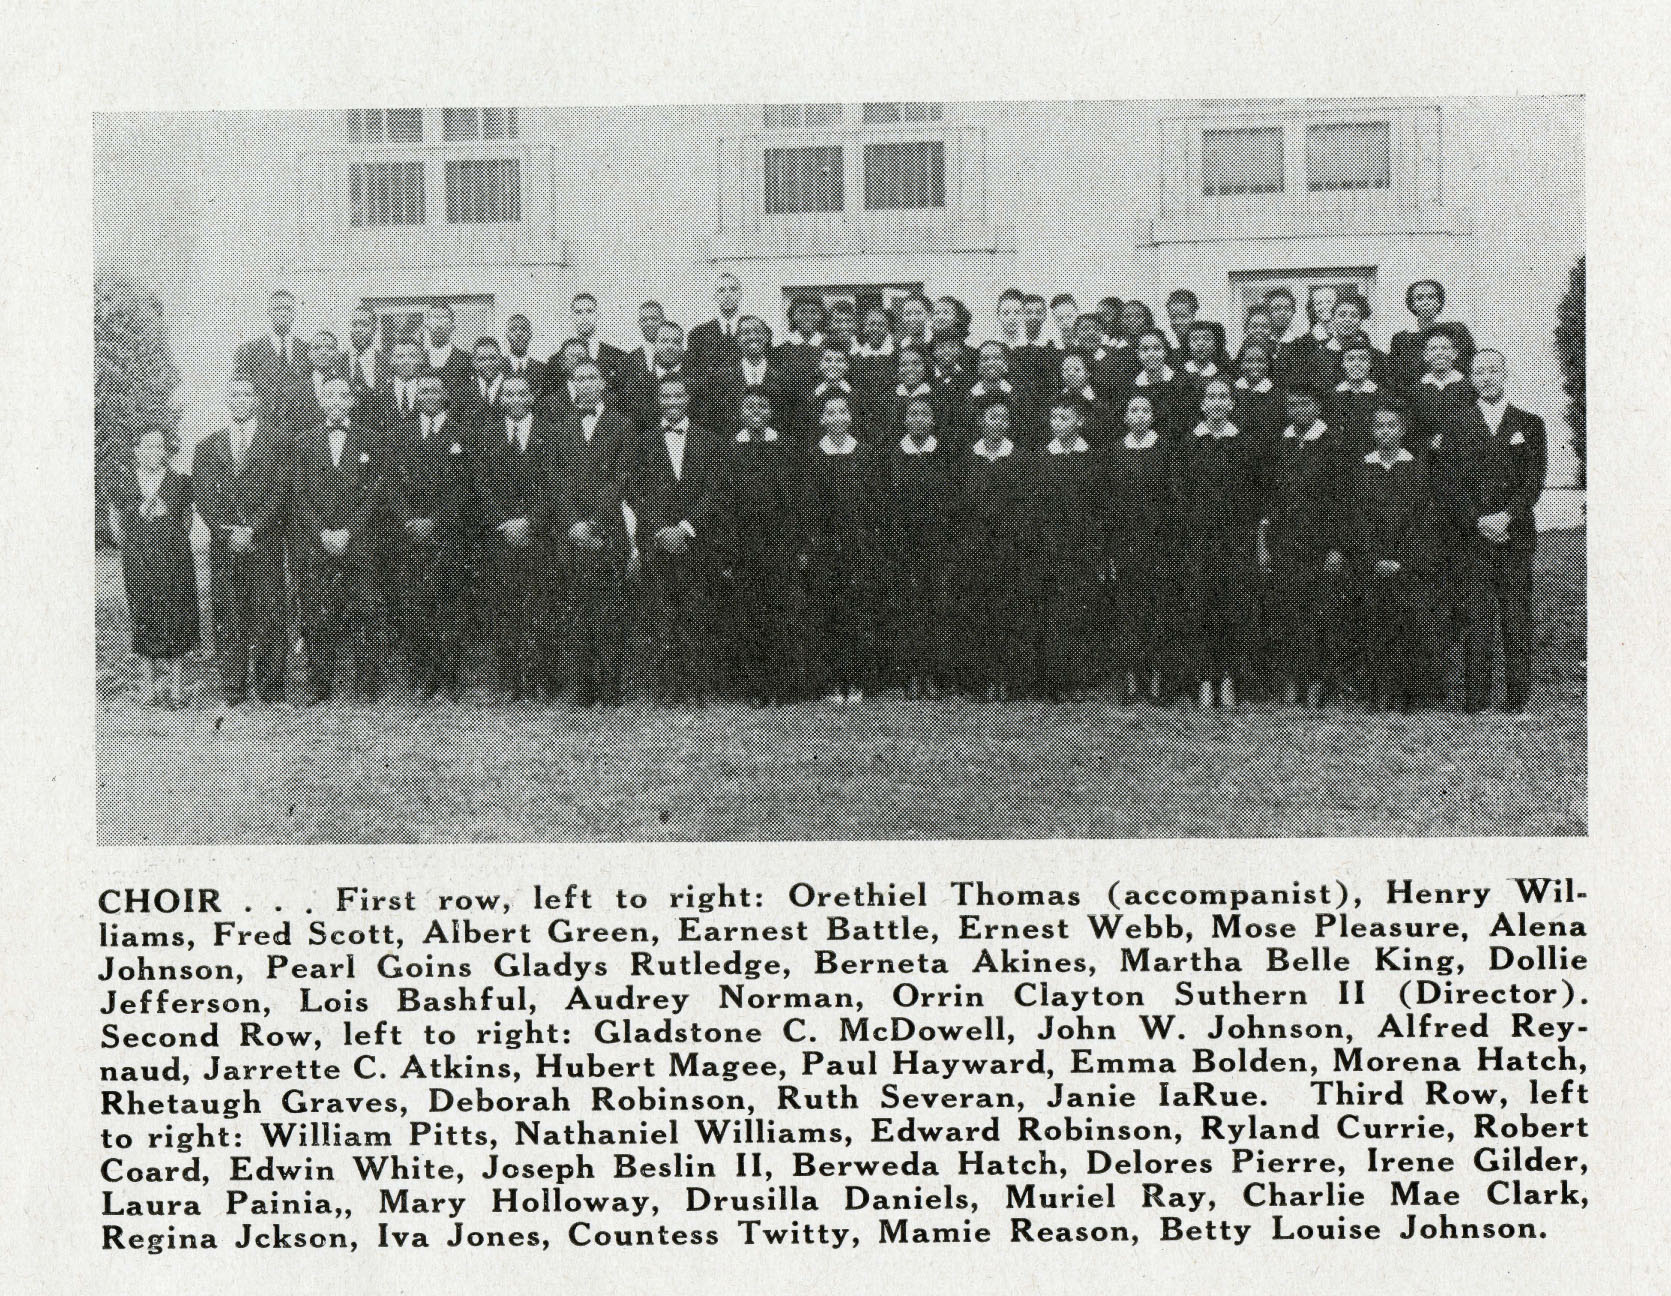 CHOIR . . . First row, left to right: Orethiel Thomas (accompanist), Henry Wil-
liams, Fred Scott, Albert Green, Earnest Battle, Ernest Webb, Mose Pleasure, Alena
Johnson, Pearl Goins Gladys Rutledge, Berneta Akines, Martha Belle King, Dollie
Jefferson, Lois Bashful, Audrey Norman, Orrin Clayton Suthern II (Director).
Second Row, left to right: Gladstone C. McDowell, John W. Johnson, Alfred Rey-
naud, Jarrette C. Atkins, Hubert Magee, Paul Hayward, Emma Bolden, Morena Hatch,
Rhetaugh Graves, Deborah Robinson, Ruth Severan, Janie IaRue. Third Row, left
to right: William Pitts, Nathaniel Williams, Edward Robinson, Ryland Currie, Robert
Coard, Edwin White, Joseph Beslin II, Berweda Hatch, Delores Pierre, Irene Gilder,
Laura Painia,, Mary Holloway, Drusilla Daniels, Muriel Ray, Charlie Mae Clark,
Regina Jckson, Iva Jones, Countess Twitty, Mamie Reason, Betty Louise Johnson.